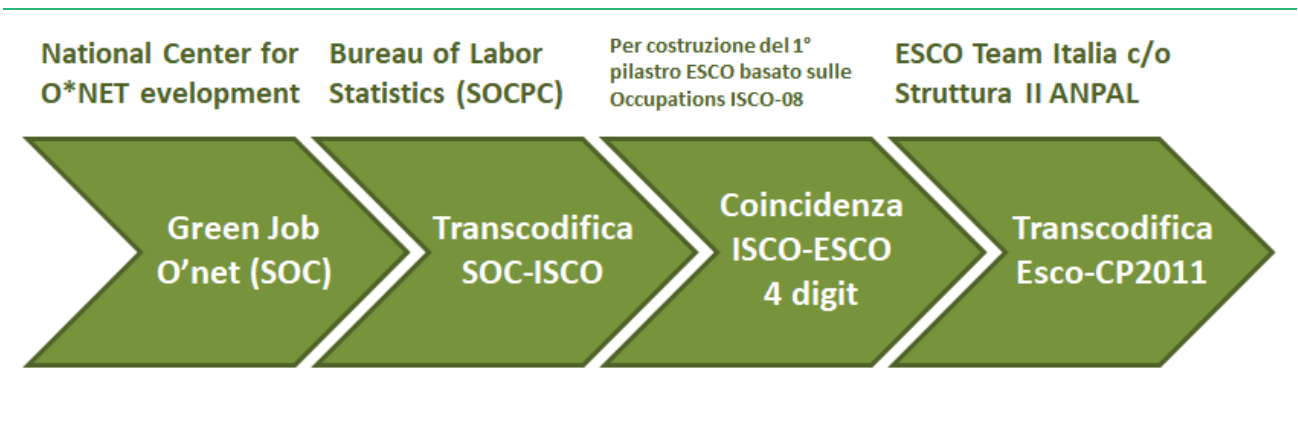 National Center for
O*NET evelopment
Bureau of Labor
Statistics (SOCPC)
Per costruzione del 1°
pilastro ESCO basato sulle
Occupations ISCO-08
ESCO Team Italia c/o
Struttura II ANPAL
Green Job
O'net (SOC)
Transcodifica
SOC-ISCO
Coincidenza
ISCO-ESCO
4 digit
Transcodifica
Esco-CP2011